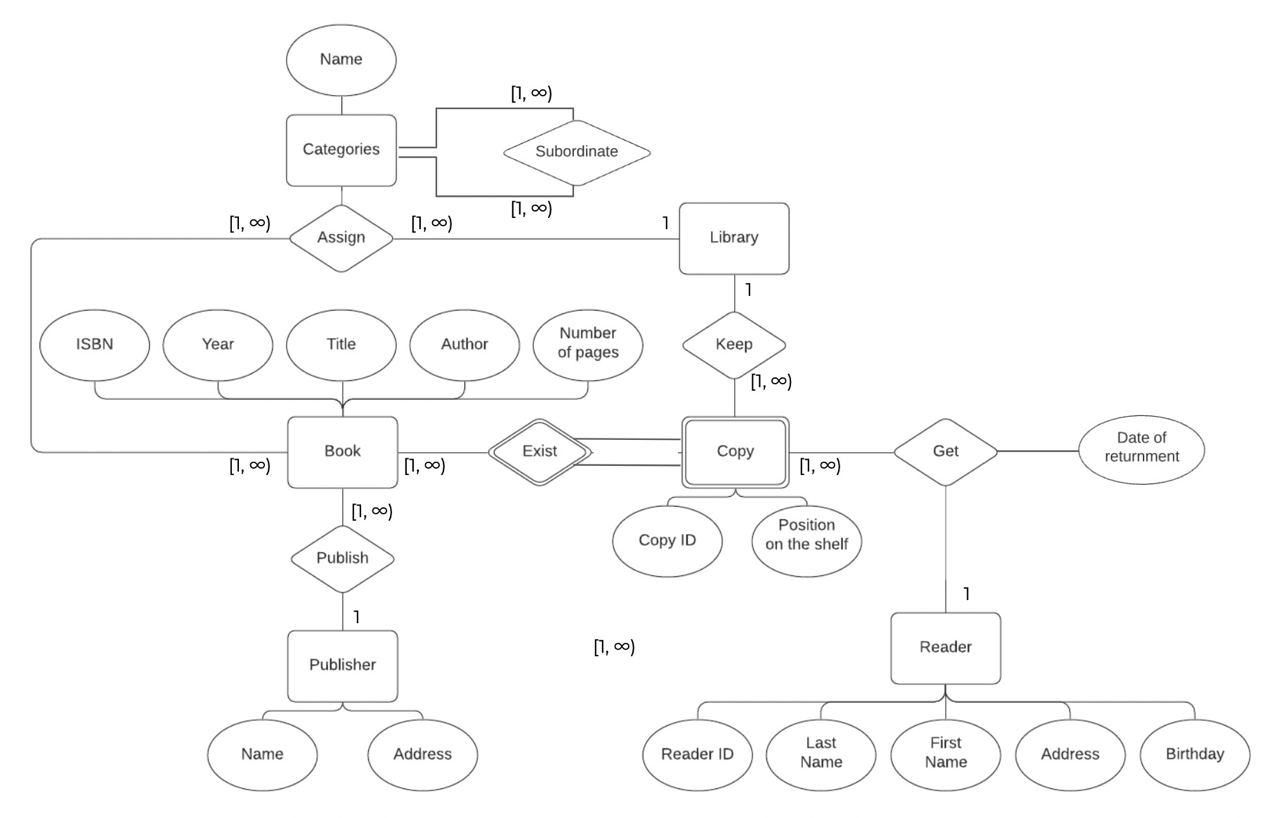 Name
[1, ∞)
Categories
Subordinate
[1, ∞)
[1, ∞)
Assign
[1, ∞)
1
Library
1
ISBN
Year
Title
Author
Number
of pages
Keep
[1, ∞)
Book
Exist
Copy
Get
Date of
returnment
[1, ∞)
[1, ∞)
[1, ∞)
[1, ∞)
Copy ID
Position
on the shelf
Publish
1
1
Publisher
[1, ∞)
Reader
Name
Address
Reader ID
Last
Name
First
Name
Address
Birthday